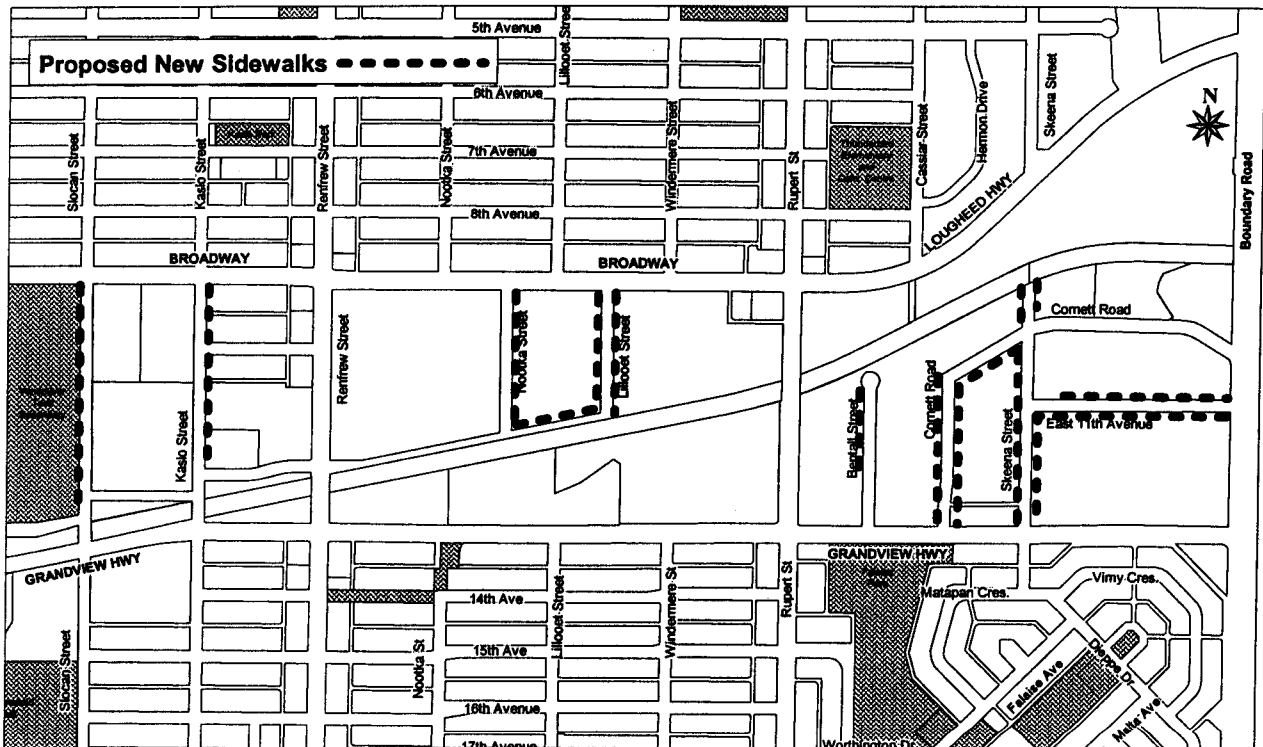 5th Avenue
Lillooet Street
Proposed New Sidewalks
6th Avenue
Slocan Street
Kaslo Street
Renfrew Street
Nootka Street
7th Avenue
Windermere Street
Rupert St
Cassiar Street
Hermon Drive
Skeena Street
N
Boundary Road
8th Avenue
LOUGHEED HWY
BROADWAY
BROADWAY
Renfrew Street
Nootka Street
Lillooet Street
Cornett Road
Kaslo Street
Bentall Street
Cornett Road
Skeena Street
East 11th Avenue
GRANDVIEW HWY
GRANDVIEW HWY
Slocan Street
Nootka St
14th Ave
15th Ave
16th Avenue
17th Avenue
Lillooet Street
Windermere St
Rupert St
Matapan Cres.
Vimy Cres.
Dieppe Dr
Falaise Ave
Malta Ave
Worthington Dr